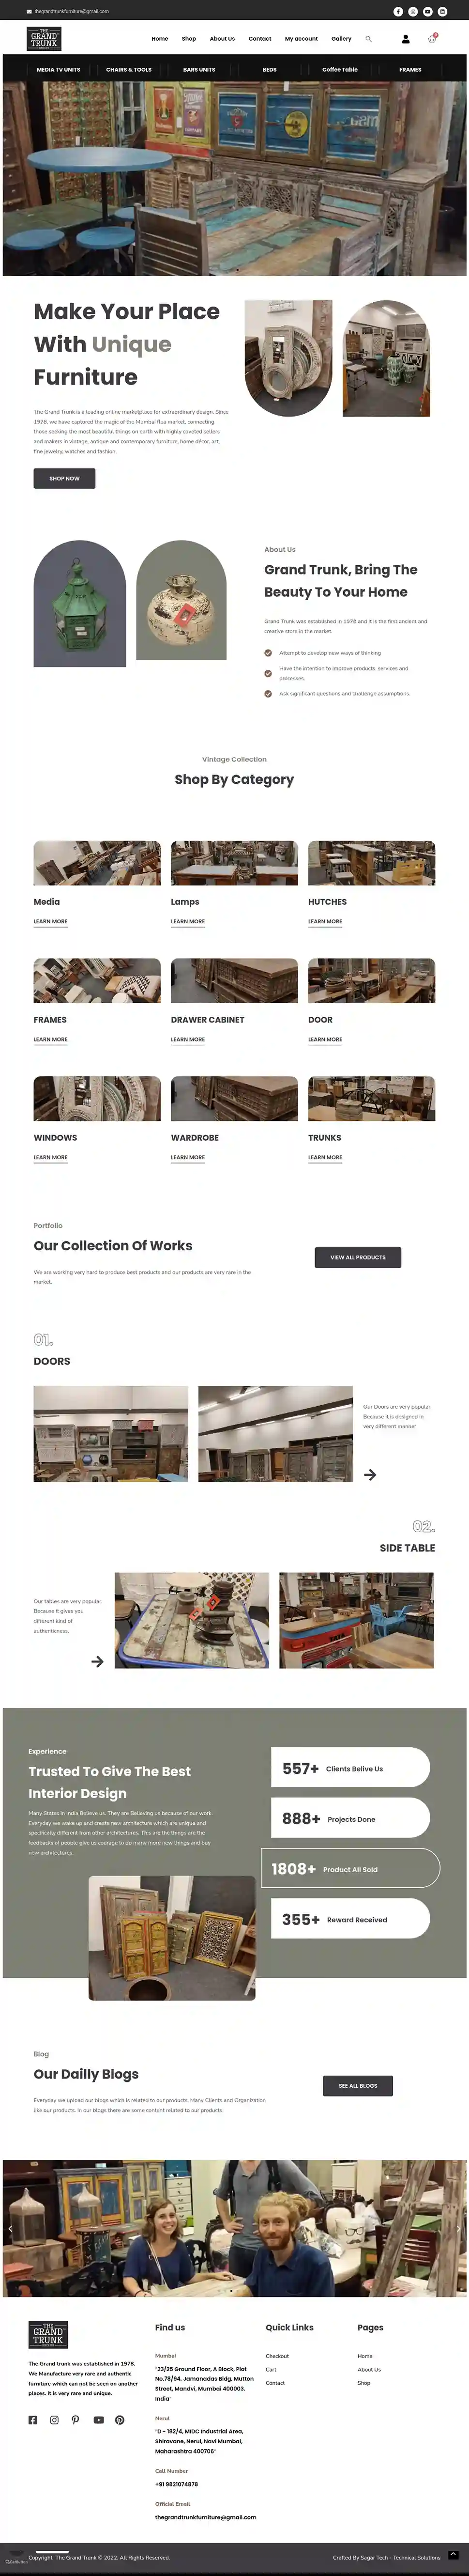 thegrandtrunkfurniture@gmail.com
THE
GRAND
TRUNK
Home Shop About Us Contact My account Gallery
0
MEDIA TV UNITS CHAIRS & TOOLS BARS UNITS BEDS Coffee Table FRAMES
Make Your Place
With Unique
Furniture
The Grand Trunk is a leading online marketplace for extraordinary design. Since
1978, we have captured the magic of the Mumbai flea market, connecting
those seeking the most beautiful things on earth with highly coveted sellers
and makers in vintage, antique and contemporary furniture, home décor, art,
fine jewelry, watches and fashion.
SHOP NOW
About Us
Grand Trunk, Bring The
Beauty To Your Home
Grand Trunk was established in 1978 and it is the first ancient and
creative store in the market.
Attempt to develop new ways of thinking
Have the intention to improve products, services and
processes.
Ask significant questions and challenge assumptions.
Vintage Collection
Shop By Category
Media
LEARN MORE
Lamps
LEARN MORE
HUTCHES
LEARN MORE
FRAMES
LEARN MORE
DRAWER CABINET
LEARN MORE
DOOR
LEARN MORE
WINDOWS
LEARN MORE
WARDROBE
LEARN MORE
TRUNKS
LEARN MORE
Portfolio
Our Collection Of Works
We are working very hard to produce best products and our products are very rare in the
market.
VIEW ALL PRODUCTS
01.
DOORS
Our Doors are very popular.
Because it is designed in
very different manner
02.
SIDE TABLE
Our tables are very popular,
Because it gives you
different kind of
authenticness.
Experience
Trusted To Give The Best
Interior Design
Many States in India Believe us. They are Believing us because of our work.
Everyday we wake up and create new architecture which are unique and
specifically different from other architectures. This are the things are the
feedbacks of people give us courage to do many more new things and buy
new architectures.
557+ Clients Belive Us
888+ Projects Done
1808+ Product All Sold
355+ Reward Received
Blog
Our Dailly Blogs
Everyday we upload our blogs which is related to our products. Many Clients and Organization
like our products. In our blogs there are some content related to our products.
SEE ALL BLOGS
THE
GRAND
TRUNK
The Grand trunk was established in 1978.
We Manufacture very rare and authentic
furniture which can not be seen on another
places. It is very rare and unique.
Find us
Mumbai
"23/25 Ground Floor, A Block, Plot
No.78/94, Jamanadas Bldg, Mutton
Street, Mandvi, Mumbai 400003.
India"
Nerul
"D - 182/4, MIDC Industrial Area,
Shiravane, Nerul, Navi Mumbai,
Maharashtra 400706"
Call Number
+91 9821074878
Official Email
thegrandtrunkfurniture@gmail.com
Quick Links
Checkout
Cart
Contact
Pages
Home
About Us
Shop
Copyright The Grand Trunk © 2022. All Rights Reserved.
Crafted By Sagar Tech - Technical Solutions